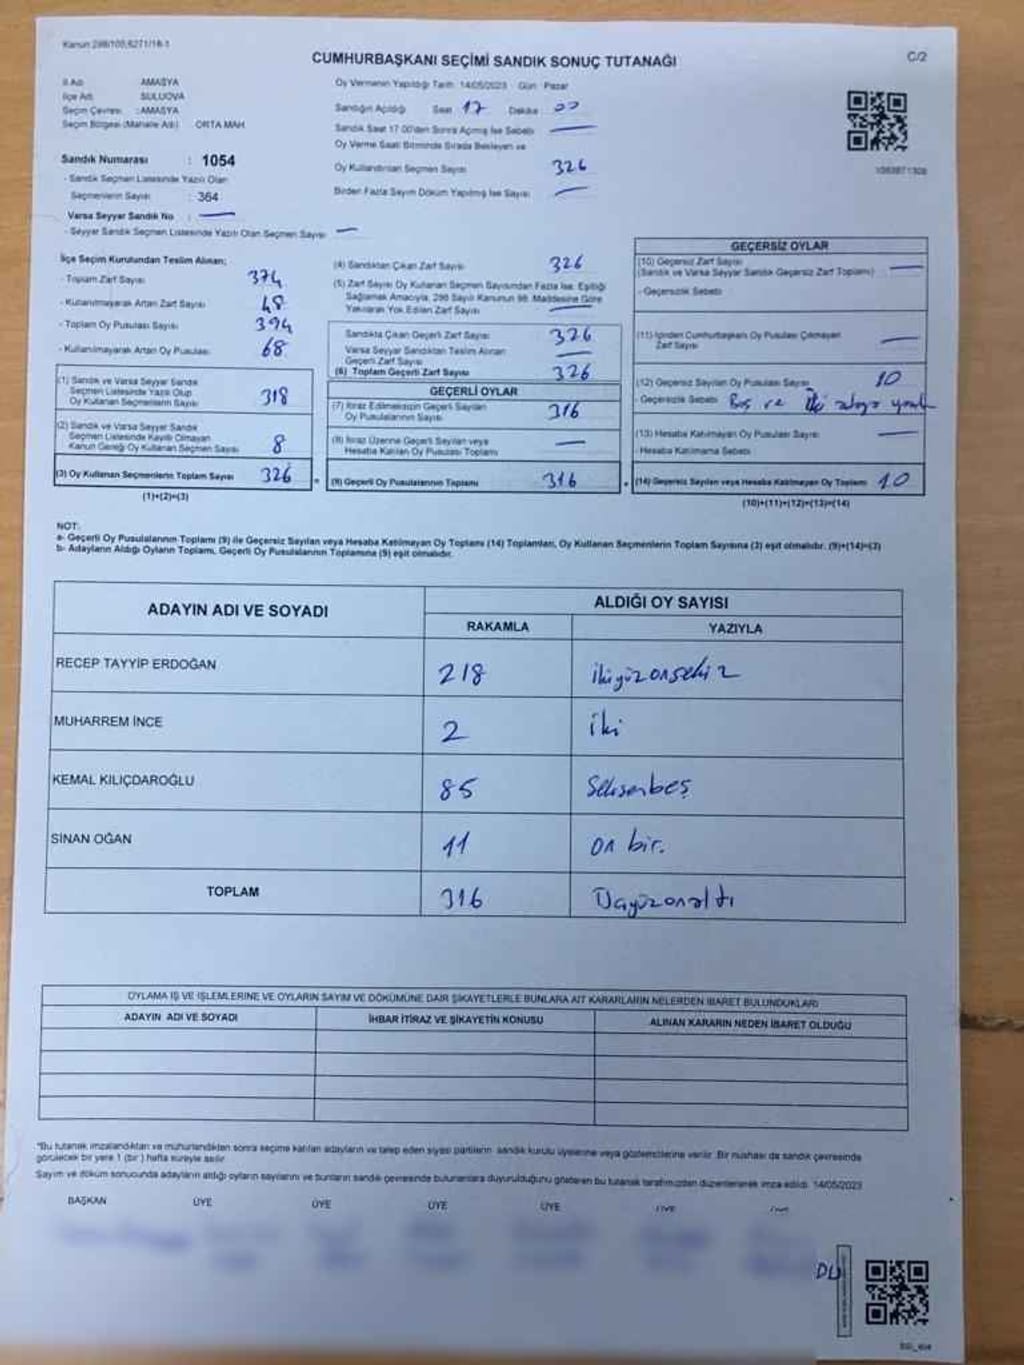 Kanun 298/105,6271/18-1
CUMHURBAŞKANI SEÇİMİ SANDIK SONUÇ TUTANAĞI
C/2
İl Adı AMASYA
İlçe Adı SULUOVA
Seçim Çevresi : AMASYA
Seçim Bölgesi (Mahalle Adı) ORTA MAH
Sandık Numarası : 1054
- Sandık Seçmen Listesinde Yazılı Olan
Seçmenlerin Sayısı : 364
Varsa Seyyar Sandık No : —
- Seyyar Sandık Seçmen Listesinde Yazılı Olan Seçmen Sayısı —
Oy Vermenin Yapıldığı Tarih 14/05/2023 Gün Pazar
Sandığın Açıldığı Saat 17 Dakika 00
Sandık Saat 17.00'den Sonra Açılmış İse Sebebi —
Oy Verme Saati Bitiminde Sırada Bekleyen ve
Oy Kullandırılan Seçmen Sayısı 326
Birden Fazla Sayım Döküm Yapılmış İse Sayısı —
İlçe Seçim Kurulundan Teslim Alınan;
- Toplam Zarf Sayısı 374
- Kullanılmayarak Artan Zarf Sayısı 48
- Toplam Oy Pusulası Sayısı 394
- Kullanılmayarak Artan Oy Pusulası 68
(1) Sandık ve Varsa Seyyar Sandık
Seçmen Listesinde Yazılı Olup
Oy Kullanan Seçmenlerin Sayısı 318
(2) Sandık ve Varsa Seyyar Sandık
Seçmen Listesinde Kayıtlı Olmayan
Kanun Gereği Oy Kullanan Seçmen Sayısı 8
(3) Oy Kullanan Seçmenlerin Toplam Sayısı 326
(1)+(2)=(3)
(4) Sandıktan Çıkan Zarf Sayısı 326
(5) Zarf Sayısı Oy Kullanan Seçmen Sayısından Fazla İse, Eşitliği
Sağlamak Amacıyla, 298 Sayılı Kanunun 98. Maddesine Göre
Yakılarak Yok Edilen Zarf Sayısı —
Sandıkta Çıkan Geçerli Zarf Sayısı 326
Varsa Seyyar Sandıktan Teslim Alınan
Geçerli Zarf Sayısı —
(6) Toplam Geçerli Zarf Sayısı 326
GEÇERLİ OYLAR
(7) İtiraz Edilmeksizin Geçerli Sayılan
Oy Pusulalarının Sayısı 316
(8) İtiraz Üzerine Geçerli Sayılan veya
Hesaba Katılan Oy Pusulası Toplamı —
(9) Geçerli Oy Pusulalarının Toplamı 316
GEÇERSİZ OYLAR
(10) Geçersiz Zarf Sayısı
(Sandık ve Varsa Seyyar Sandık Geçersiz Zarf Toplamı) —
- Geçersizlik Sebebi
(11) İçinden Cumhurbaşkanı Oy Pusulası Çıkmayan
Zarf Sayısı —
(12) Geçersiz Sayılan Oy Pusulası Sayısı 10
- Geçersizlik Sebebi Boş ve iki adaya
(13) Hesaba Katılmayan Oy Pusulası Sayısı —
- Hesaba Katılmama Sebebi
(14) Geçersiz Sayılan veya Hesaba Katılmayan Oy Toplamı 10
(10)+(11)+(12)+(13)=(14)
NOT:
a- Geçerli Oy Pusulalarının Toplamı (9) ile Geçersiz Sayılan veya Hesaba Katılmayan Oy Toplamı (14) Toplamları, Oy Kullanan Seçmenlerin Toplam Sayısına (3) eşit olmalıdır. (9)+(14)=(3)
b- Adayların Aldığı Oyların Toplamı, Geçerli Oy Pusulalarının Toplamına (9) eşit olmalıdır.
ADAYIN ADI VE SOYADI
ALDIĞI OY SAYISI
RAKAMLA YAZIYLA
RECEP TAYYİP ERDOĞAN 218 ikiyüzonsekiz
MUHARREM İNCE 2 iki
KEMAL KILIÇDAROĞLU 85 Seksenbeş
SİNAN OĞAN 11 on bir.
TOPLAM 316 Üçyüzonaltı
OYLAMA İŞ VE İŞLEMLERİNE VE OYLARIN SAYIM VE DÖKÜMÜNE DAİR ŞİKAYETLERLE BUNLARA AİT KARARLARIN NELERDEN İBARET BULUNDUKLARI
ADAYIN ADI VE SOYADI İHBAR İTİRAZ VE ŞİKAYETİN KONUSU ALINAN KARARIN NEDEN İBARET OLDUĞU
*Bu tutanak imzalandıktan ve mühürlendikten sonra seçime katılan adayların ve talep eden siyasi partilerin sandık kurulu üyelerine veya gözlemcilerine verilir. Bir nüshası da sandık çevresinde
görülecek bir yere 1 (bir) hafta süreyle asılır.
Sayım ve döküm sonucunda adayların aldığı oyların sayılarını ve bunların sandık çevresinde bulunanlara duyurulduğunu gösteren bu tutanak tarafımızdan düzenlenerek imza edildi. 14/05/2023
BAŞKAN ÜYE ÜYE ÜYE ÜYE ÜYE ÜYE